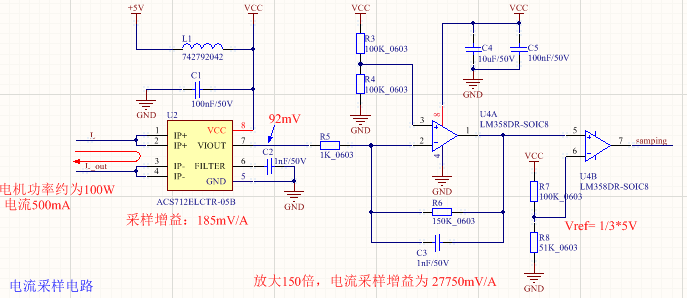 +5V
VCC
VCC
VCC
L1
742792042
R3
100K_0603
C4
10uF/50V
C5
100nF/50V
C1
100nF/50V
R4
100K_0603
GND
GND
GND
U2
92mV
U4A
LM358DR-SOIC8
8
I_
1
2
IP+
IP+
VCC
8
VIOUT
7
R5
1K_0603
3
2
1
4
5
7
samping
6
C2
1nF/50V
I_out
3
4
IP-
IP-
FILTER
6
GND
5
GND
GND
U4B
LM358DR-SOIC8
VCC
电机功率约为100W
电流500mA
ACS712ELCTR-05B
采样增益：185mV/A
R6
150K_0603
R7
100K_0603
Vref= 1/3*5V
R8
51K_0603
C3
1nF/50V
GND
放大150倍，电流采样增益为 27750mV/A
电流采样电路